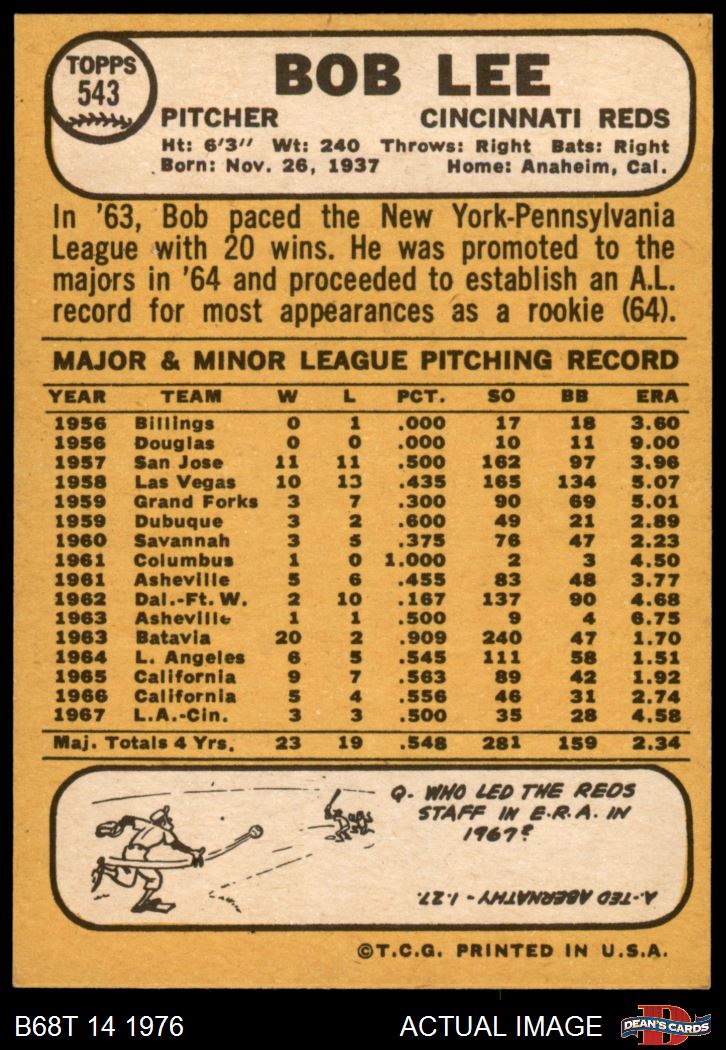 TOPPS
543
BOB LEE
PITCHER CINCINNATI REDS
Ht: 6'3" Wt: 240 Throws: Right Bats: Right
Born: Nov. 26, 1937 Home: Anaheim, Cal.
In '63, Bob paced the New York-Pennsylvania
League with 20 wins. He was promoted to the
majors in '64 and proceeded to establish an A.L.
record for most appearances as a rookie (64).
MAJOR & MINOR LEAGUE PITCHING RECORD
YEAR TEAM W L PCT. SO BB ERA
1956 Billings 0 1 .000 17 18 3.60
1956 Douglas 0 0 .000 10 11 9.00
1957 San Jose 11 11 .500 162 97 3.96
1958 Las Vegas 10 13 .435 165 134 5.07
1959 Grand Forks 3 7 .300 90 69 5.01
1959 Dubuque 3 2 .600 49 21 2.89
1960 Savannah 3 5 .375 76 47 2.23
1961 Columbus 1 0 1.000 2 3 4.50
1961 Asheville 5 6 .455 83 48 3.77
1962 Dal.-Ft. W. 2 10 .167 137 90 4.68
1963 Asheville 1 1 .500 9 4 6.75
1963 Batavia 20 2 .909 240 47 1.70
1964 L. Angeles 6 5 .545 111 58 1.51
1965 California 9 7 .563 89 42 1.92
1966 California 5 4 .556 46 31 2.74
1967 L.A.-Cin. 3 3 .500 35 28 4.58
Maj. Totals 4 Yrs. 23 19 .548 281 159 2.34
Q. WHO LED THE REDS
STAFF IN E.R.A. IN
1967?
A-TED ABERNATHY - 1.27.
©T.C.G. PRINTED IN U.S.A.
B68T 14 1976 ACTUAL IMAGE
D
DEAN'S CARDS